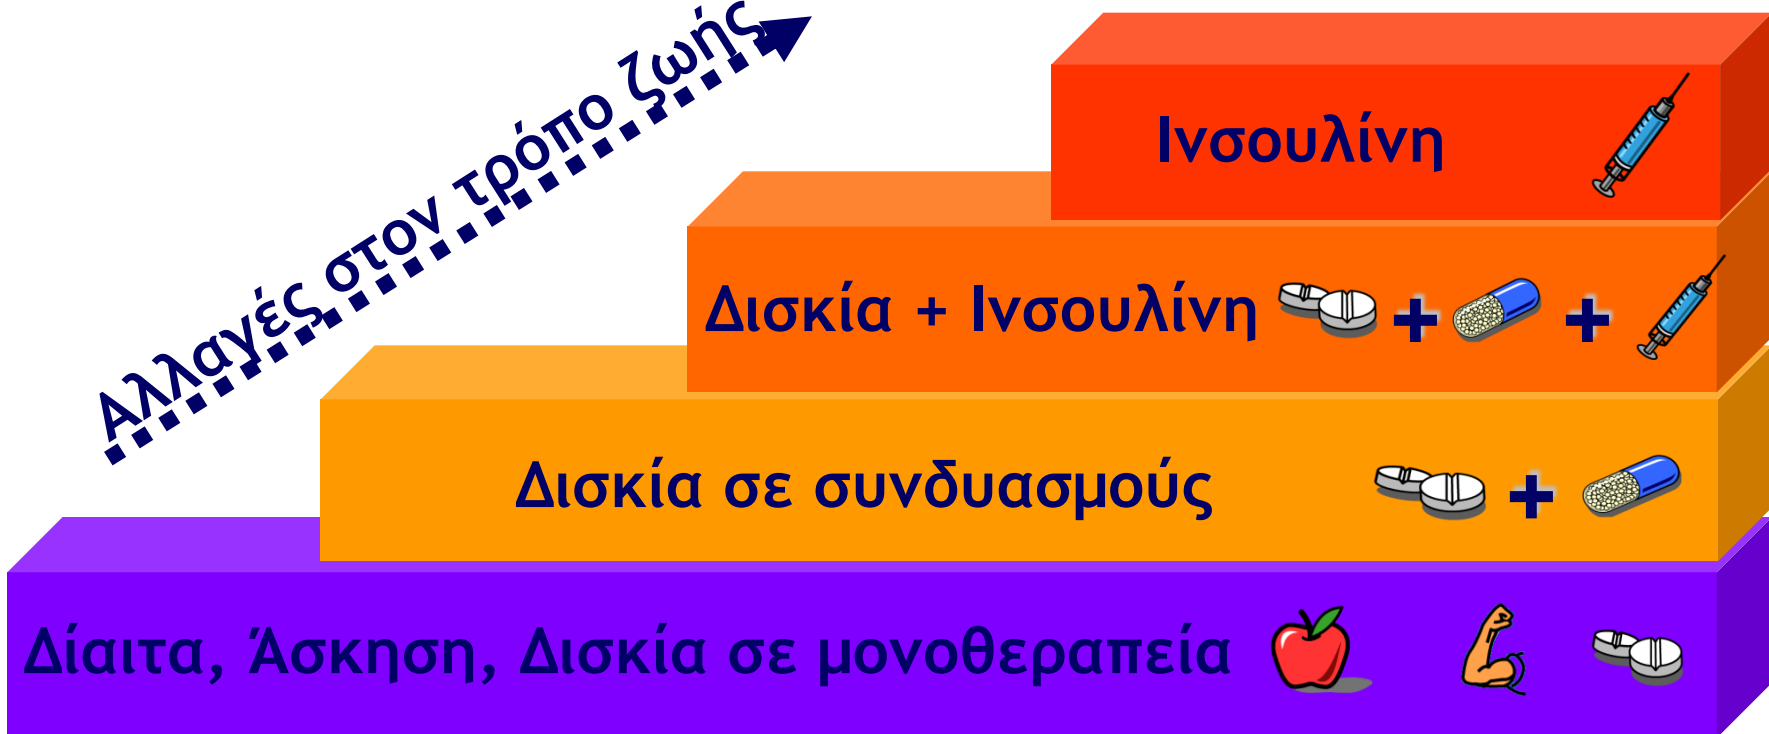 Αλλαγές στον τρόπο ζωής
Ινσουλίνη
Δισκία + Ινσουλίνη + +
Δισκία σε συνδυασμούς +
Δίαιτα, Άσκηση, Δισκία σε μονοθεραπεία